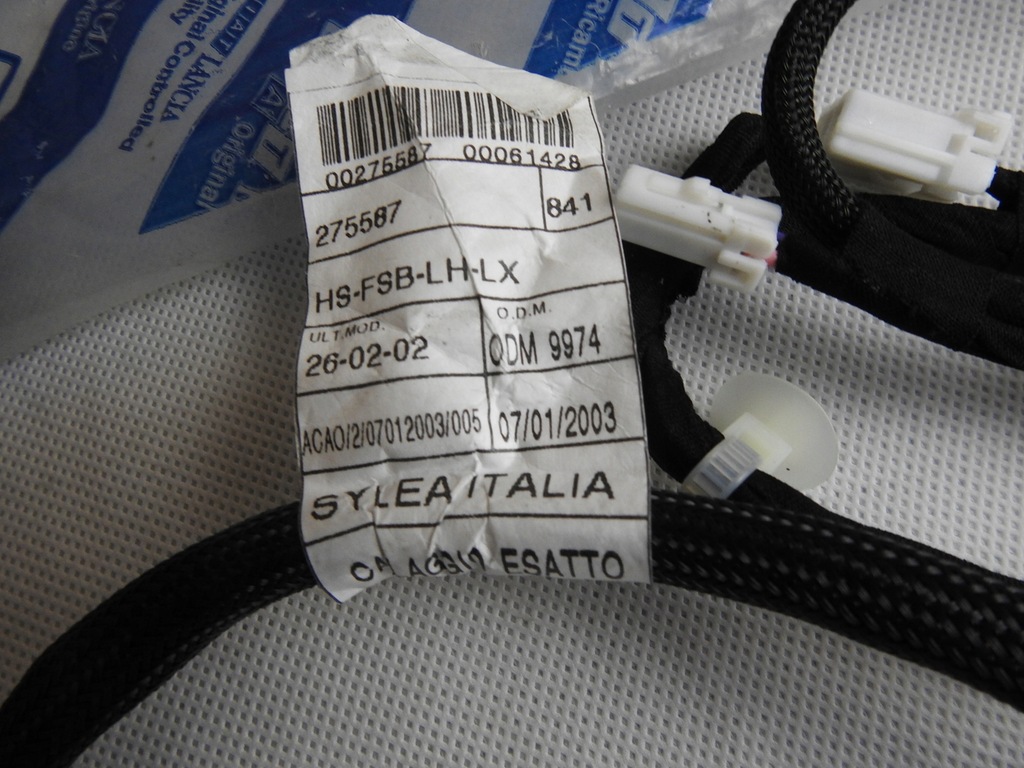 00275587 00061428
275587 841
HS-FSB-LH-LX
ULT.MOD. O.D.M.
26-02-02 ODM 9974
ACAO/2/07012003/005 07/01/2003
SYLEA ITALIA
ESATTO
LANCIA
Original Controlled
Original